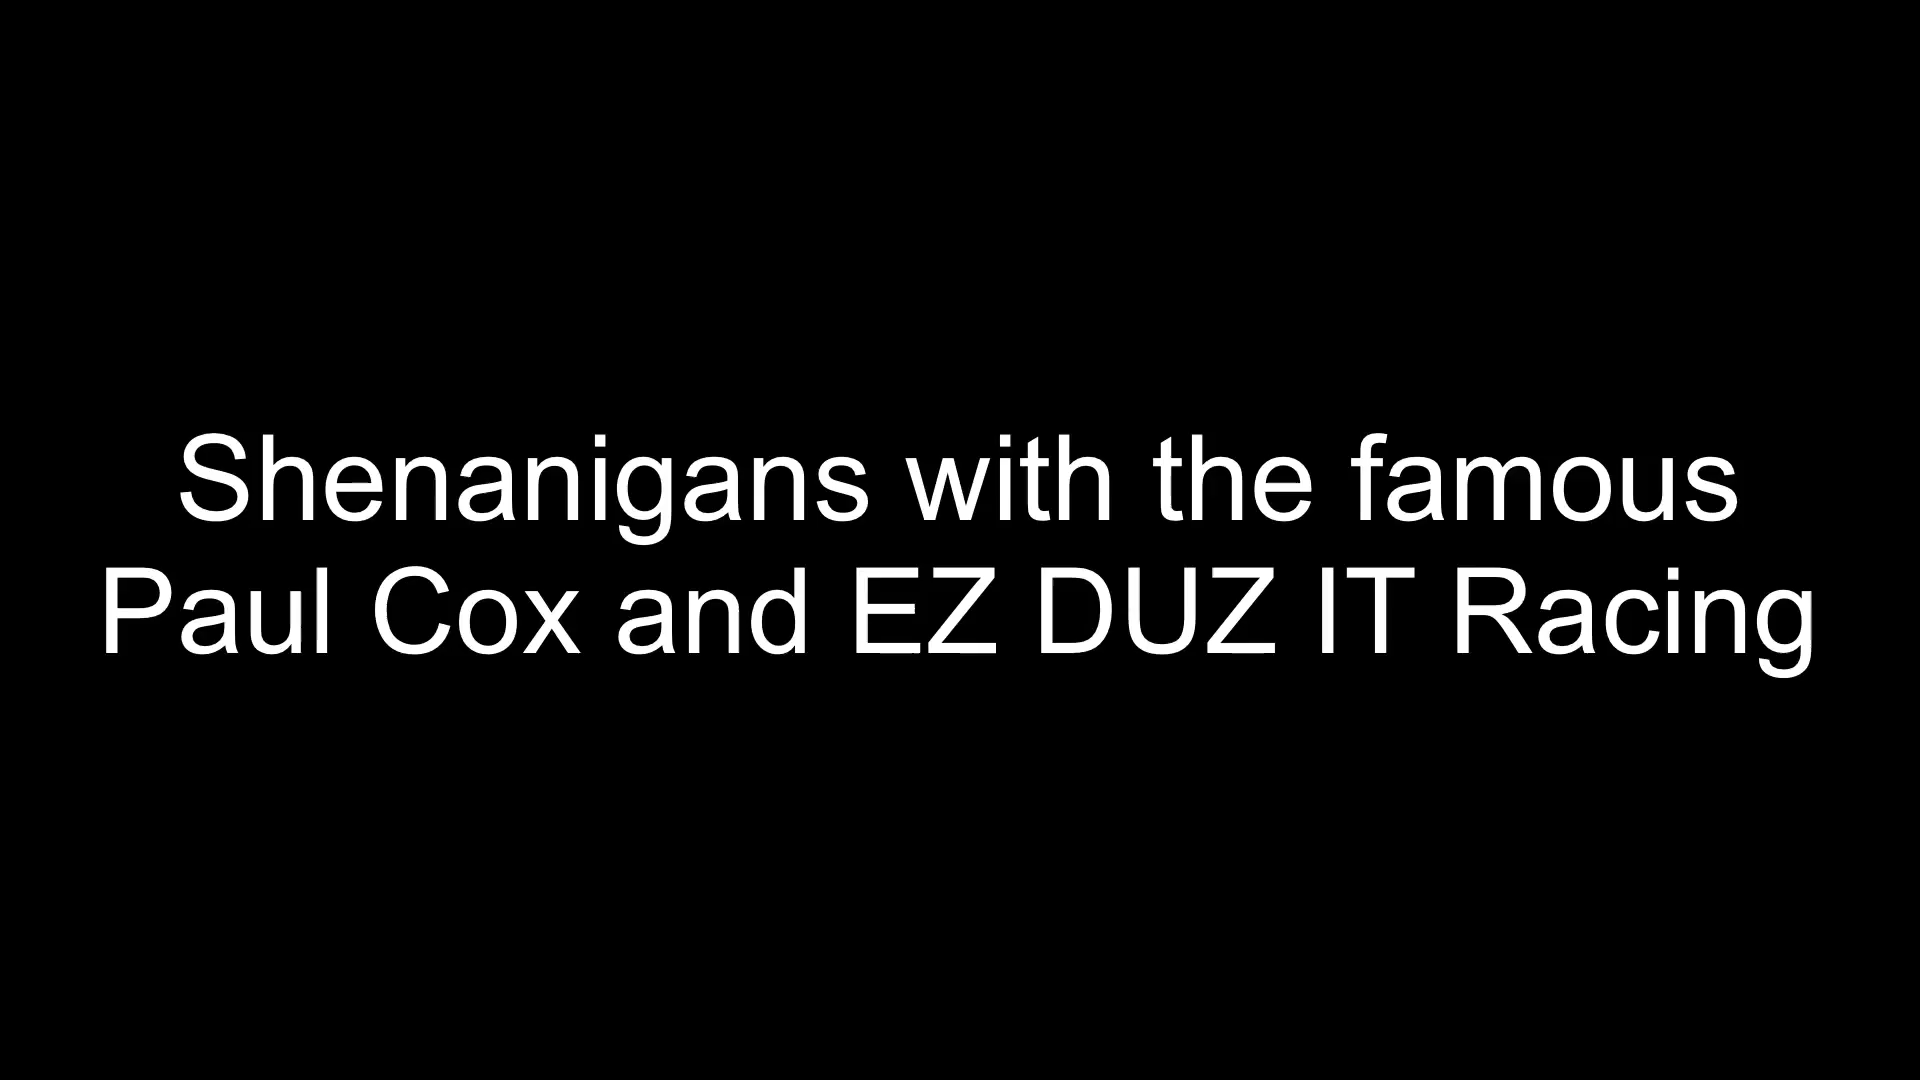 Shenanigans with the famous
Paul Cox and EZ DUZ IT Racing